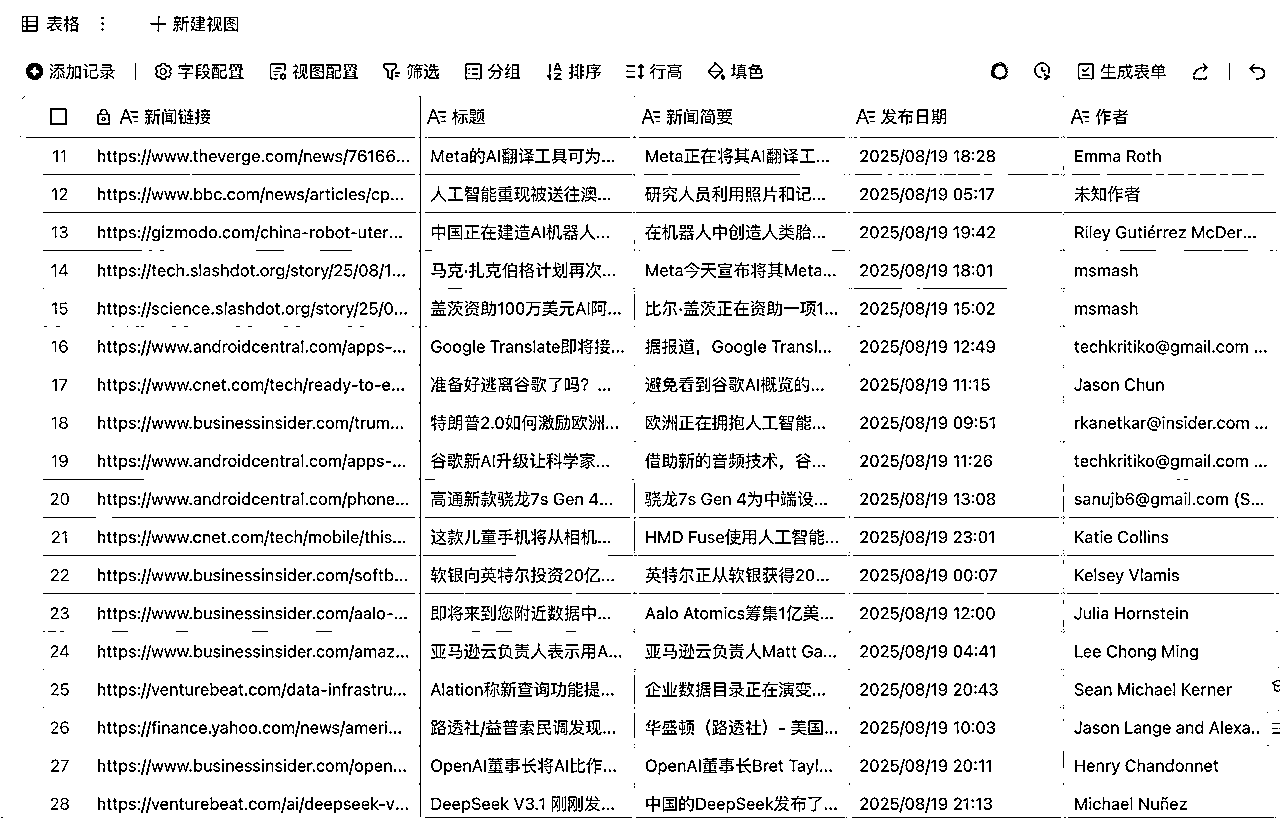 表格 ⋮ + 新建视图
添加记录 | 字段配置 视图配置 筛选 分组 排序 行高 填色 生成表单
新闻链接 标题 新闻简要 发布日期 作者
11 https://www.theverge.com/news/76166... Meta的AI翻译工具可为... Meta正在将其AI翻译工... 2025/08/19 18:28 Emma Roth
12 https://www.bbc.com/news/articles/cp... 人工智能重现被送往澳... 研究人员利用照片和记... 2025/08/19 05:17 未知作者
13 https://gizmodo.com/china-robot-uter... 中国正在建造AI机器人... 在机器人中创造人类胎... 2025/08/19 19:42 Riley Gutiérrez McDer...
14 https://tech.slashdot.org/story/25/08/1... 马克·扎克伯格计划再次... Meta今天宣布将其Meta... 2025/08/19 18:01 msmash
15 https://science.slashdot.org/story/25/0... 盖茨资助100万美元AI阿... 比尔·盖茨正在资助一项1... 2025/08/19 15:02 msmash
16 https://www.androidcentral.com/apps-... Google Translate即将接... 据报道，Google Transl... 2025/08/19 12:49 techkritiko@gmail.com ...
17 https://www.cnet.com/tech/ready-to-e... 准备好逃离谷歌了吗？... 避免看到谷歌AI概览的... 2025/08/19 11:15 Jason Chun
18 https://www.businessinsider.com/trum... 特朗普2.0如何激励欧洲... 欧洲正在拥抱人工智能... 2025/08/19 09:51 rkanetkar@insider.com ...
19 https://www.androidcentral.com/apps-... 谷歌新AI升级让科学家... 借助新的音频技术，谷... 2025/08/19 11:26 techkritiko@gmail.com ...
20 https://www.androidcentral.com/phone... 高通新款骁龙7s Gen 4... 骁龙7s Gen 4为中端设... 2025/08/19 13:08 sanujb6@gmail.com (S...
21 https://www.cnet.com/tech/mobile/this... 这款儿童手机将从相机... HMD Fuse使用人工智能... 2025/08/19 23:01 Katie Collins
22 https://www.businessinsider.com/softb... 软银向英特尔投资20亿... 英特尔正从软银获得20... 2025/08/19 00:07 Kelsey Vlamis
23 https://www.businessinsider.com/aalo-... 即将来到您附近数据中... Aalo Atomics筹集1亿美... 2025/08/19 12:00 Julia Hornstein
24 https://www.businessinsider.com/amaz... 亚马逊云负责人表示用A... 亚马逊云负责人Matt Ga... 2025/08/19 04:41 Lee Chong Ming
25 https://venturebeat.com/data-infrastru... Alation称新查询功能提... 企业数据目录正在演变... 2025/08/19 20:43 Sean Michael Kerner
26 https://finance.yahoo.com/news/ameri... 路透社/益普索民调发现... 华盛顿（路透社）- 美国... 2025/08/19 10:03 Jason Lange and Alexa..
27 https://www.businessinsider.com/open... OpenAI董事长将AI比作... OpenAI董事长Bret Tayl... 2025/08/19 20:11 Henry Chandonnet
28 https://venturebeat.com/ai/deepseek-v... DeepSeek V3.1 刚刚发... 中国的DeepSeek发布了... 2025/08/19 21:13 Michael Nuñez